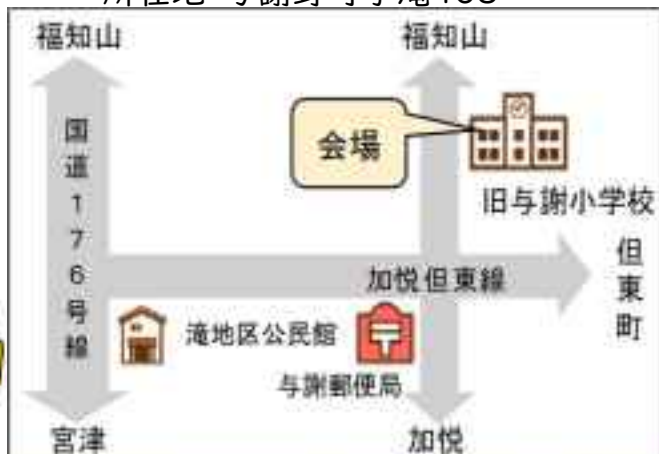 福知山
福知山
国道176号線
会場
旧与謝小学校
加悦但東線
但東町
滝地区公民館
与謝郵便局
宮津
加悦